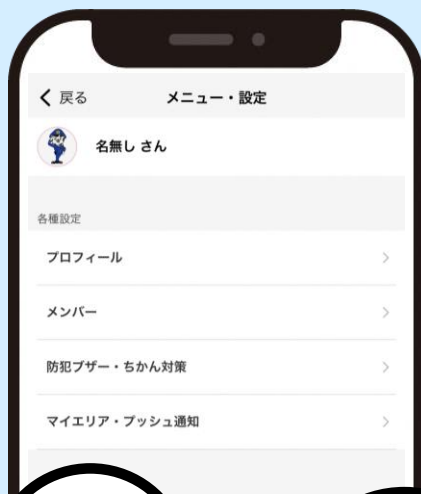 戻る
メニュー・設定
名無し さん
各種設定
プロフィール
メンバー
防犯ブザー・ちかん対策
マイエリア・プッシュ通知